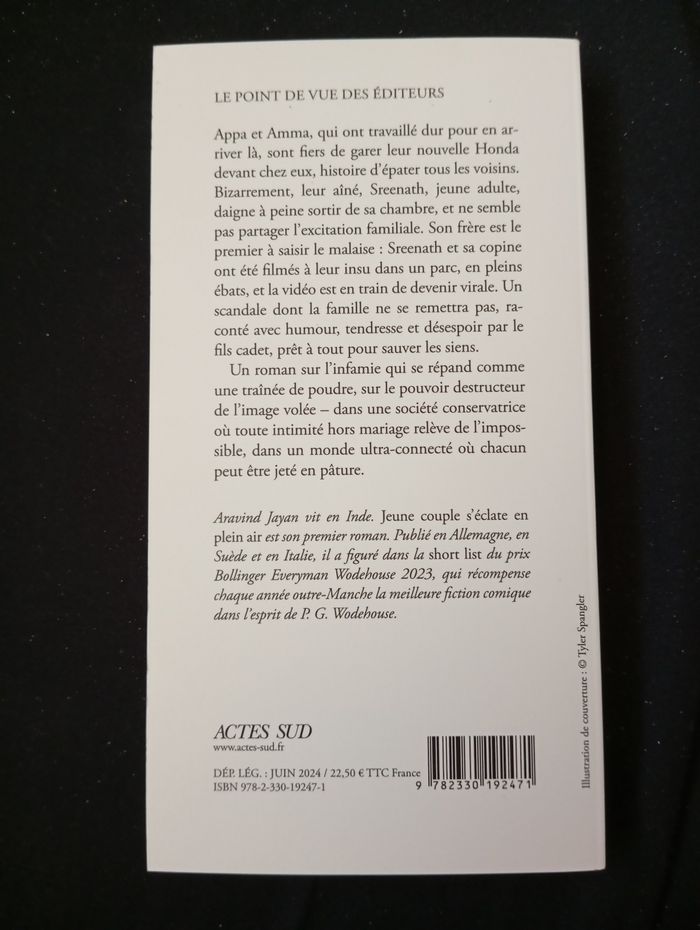 LE POINT DE VUE DES ÉDITEURS
Appa et Amma, qui ont travaillé dur pour en ar-
river là, sont fiers de garer leur nouvelle Honda
devant chez eux, histoire d'épater tous les voisins.
Bizarrement, leur aîné, Sreenath, jeune adulte,
daigne à peine sortir de sa chambre, et ne semble
pas partager l'excitation familiale. Son frère est le
premier à saisir le malaise : Sreenath et sa copine
ont été filmés à leur insu dans un parc, en pleins
ébats, et la vidéo est en train de devenir virale. Un
scandale dont la famille ne se remettra pas, ra-
conté avec humour, tendresse et désespoir par le
fils cadet, prêt à tout pour sauver les siens.
Un roman sur l'infamie qui se répand comme
une traînée de poudre, sur le pouvoir destructeur
de l'image volée – dans une société conservatrice
où toute intimité hors mariage relève de l'impos-
sible, dans un monde ultra-connecté où chacun
peut être jeté en pâture.
Aravind Jayan vit en Inde. Jeune couple s'éclate en
plein air est son premier roman. Publié en Allemagne, en
Suède et en Italie, il a figuré dans la short list du prix
Bollinger Everyman Wodehouse 2023, qui récompense
chaque année outre-Manche la meilleure fiction comique
dans l'esprit de P. G. Wodehouse.
ACTES SUD
www.actes-sud.fr
DÉP. LÉG. : JUIN 2024 / 22,50 € TTC France
ISBN 978-2-330-19247-1
9 782330 192471
Illustration de couverture : © Tyler Spangler